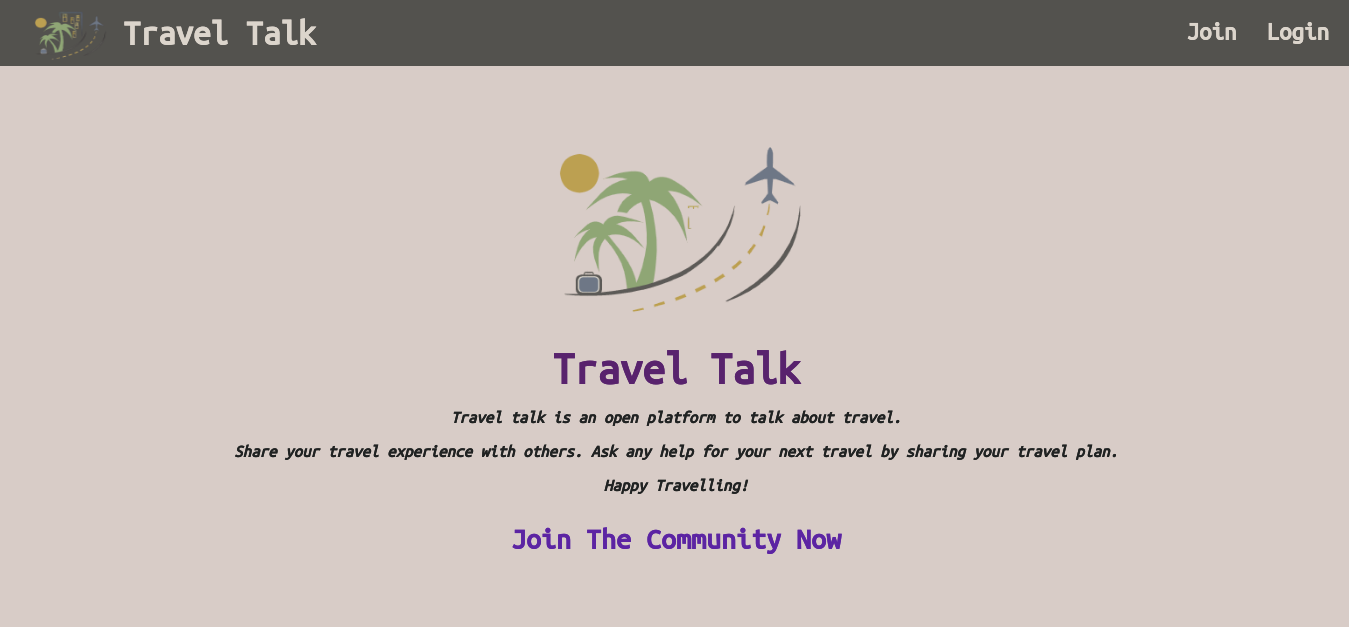 Travel Talk
Join Login
Travel Talk
Travel talk is an open platform to talk about travel.
Share your travel experience with others. Ask any help for your next travel by sharing your travel plan.
Happy Travelling!
Join The Community Now